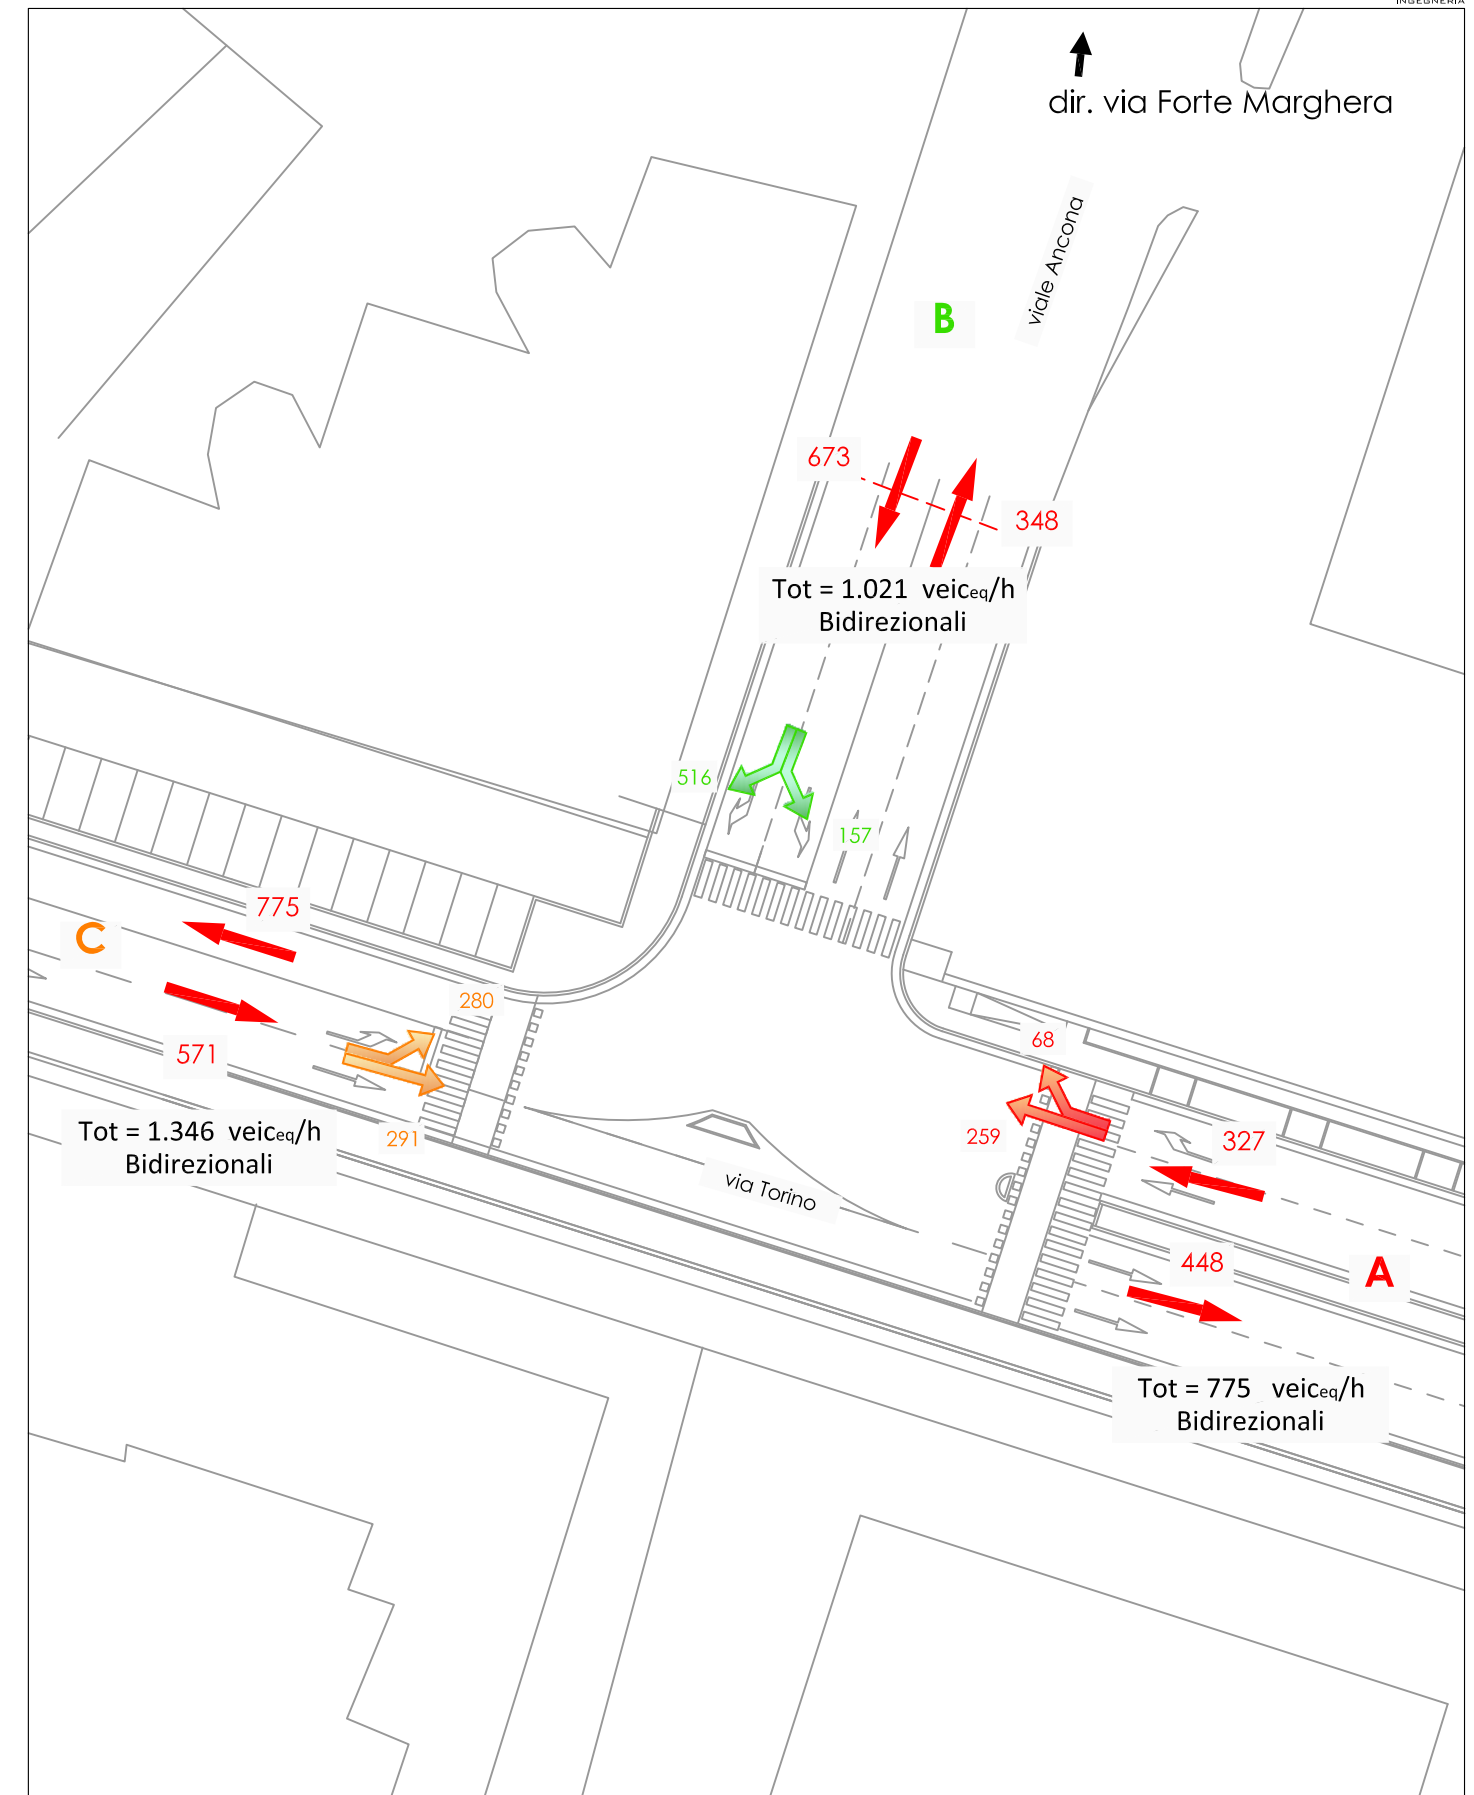 INGEGNERIA
dir. via Forte Marghera
viale Ancona
B
673
348
Tot = 1.021 veiceq/h
Bidirezionali
516
157
775
C
280
571
68
291
259
327
Tot = 1.346 veiceq/h
Bidirezionali
via Torino
448
A
Tot = 775 veiceq/h
Bidirezionali